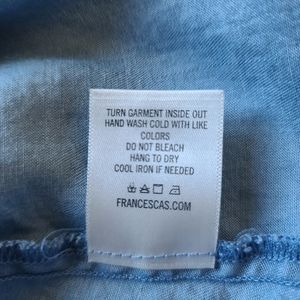 TURN GARMENT INSIDE OUT
HAND WASH COLD WITH LIKE
COLORS
DO NOT BLEACH
HANG TO DRY
COOL IRON IF NEEDED
FRANCESCAS.COM